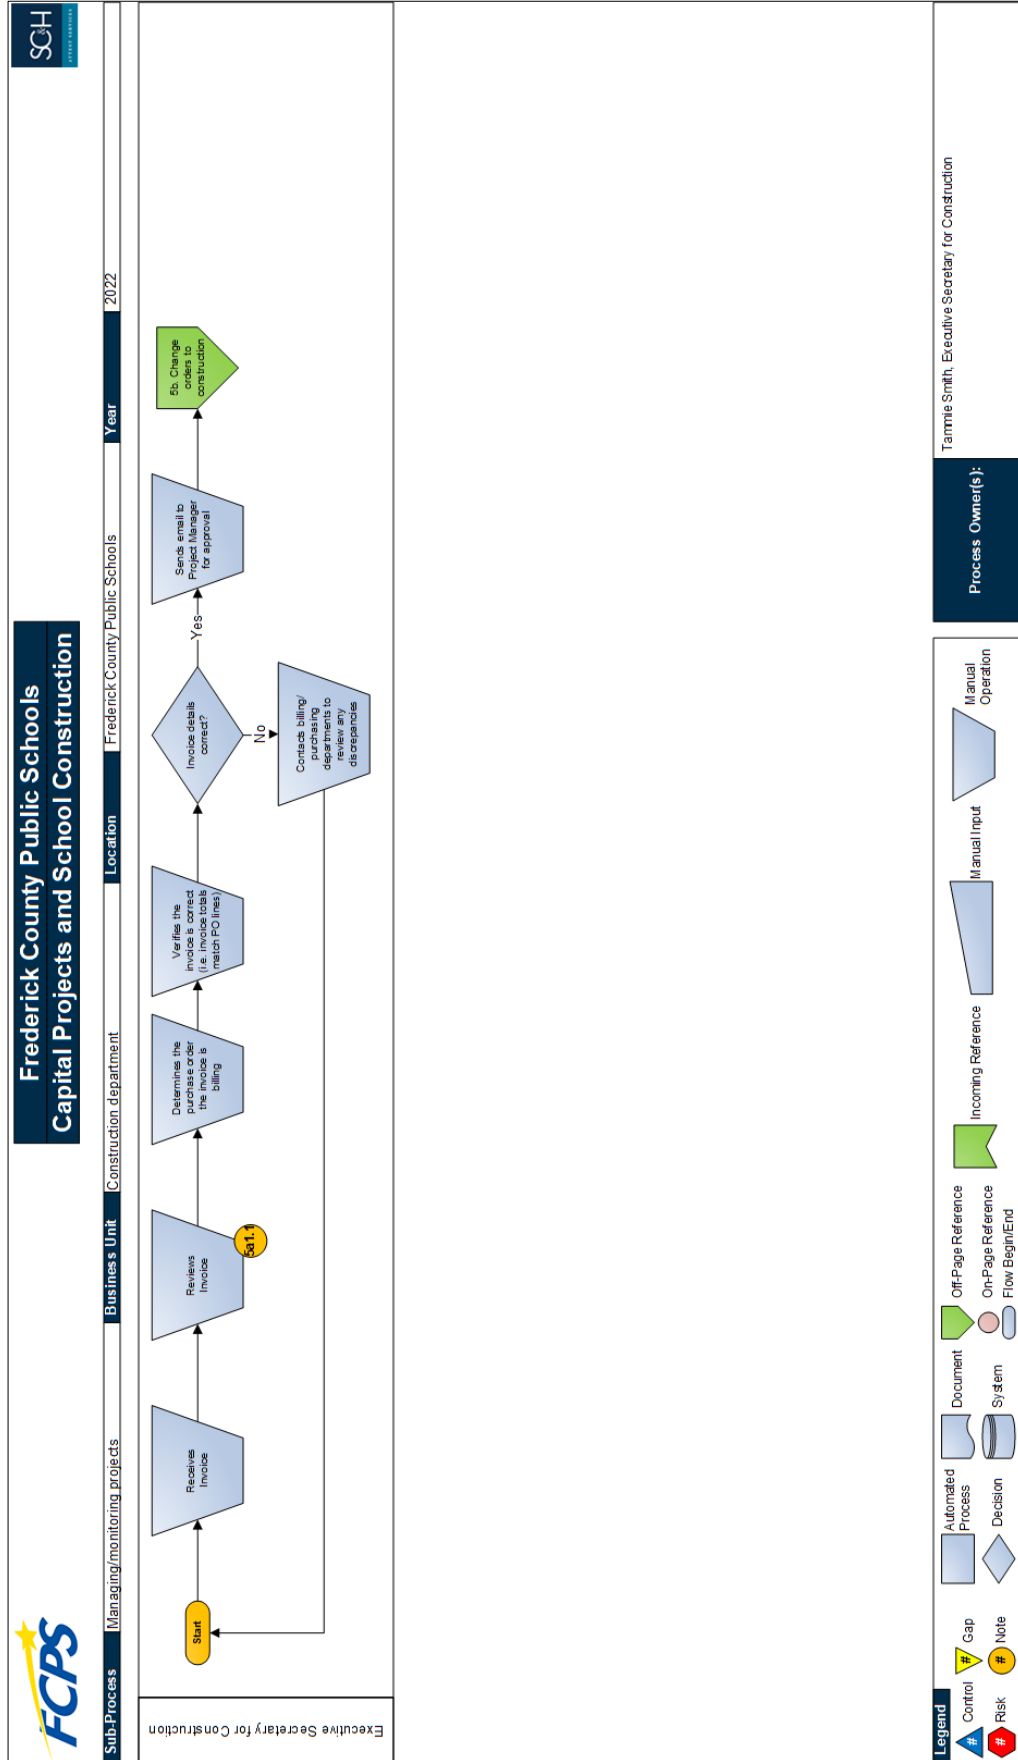 FCPS
Frederick County Public Schools
Capital Projects and School Construction
SC&H
ATTEST SERVICES
Sub-Process
Managing/monitoring projects
Business Unit
Construction department
Location
Frederick County Public Schools
Year
2022
Executive Secretary for Construction
Start
Receives
Invoice
Reviews
Invoice
5a1.1
Determines the
purchase order
the invoice is
billing
Verifies the
invoice is correct
(i.e. invoice totals
match PO lines)
Invoice details
correct?
Yes
Sends email to
Project Manager
for approval
5b. Change
orders to
construction
No
Contacts billing/
purchasing
departments to
review any
discrepancies
Legend
# Control
# Gap
# Risk
# Note
Automated
Process
Decision
Document
System
Off-Page Reference
On-Page Reference
Flow Begin/End
Incoming Reference
Manual Input
Manual
Operation
Process Owner(s):
Tammie Smith, Executive Secretary for Construction